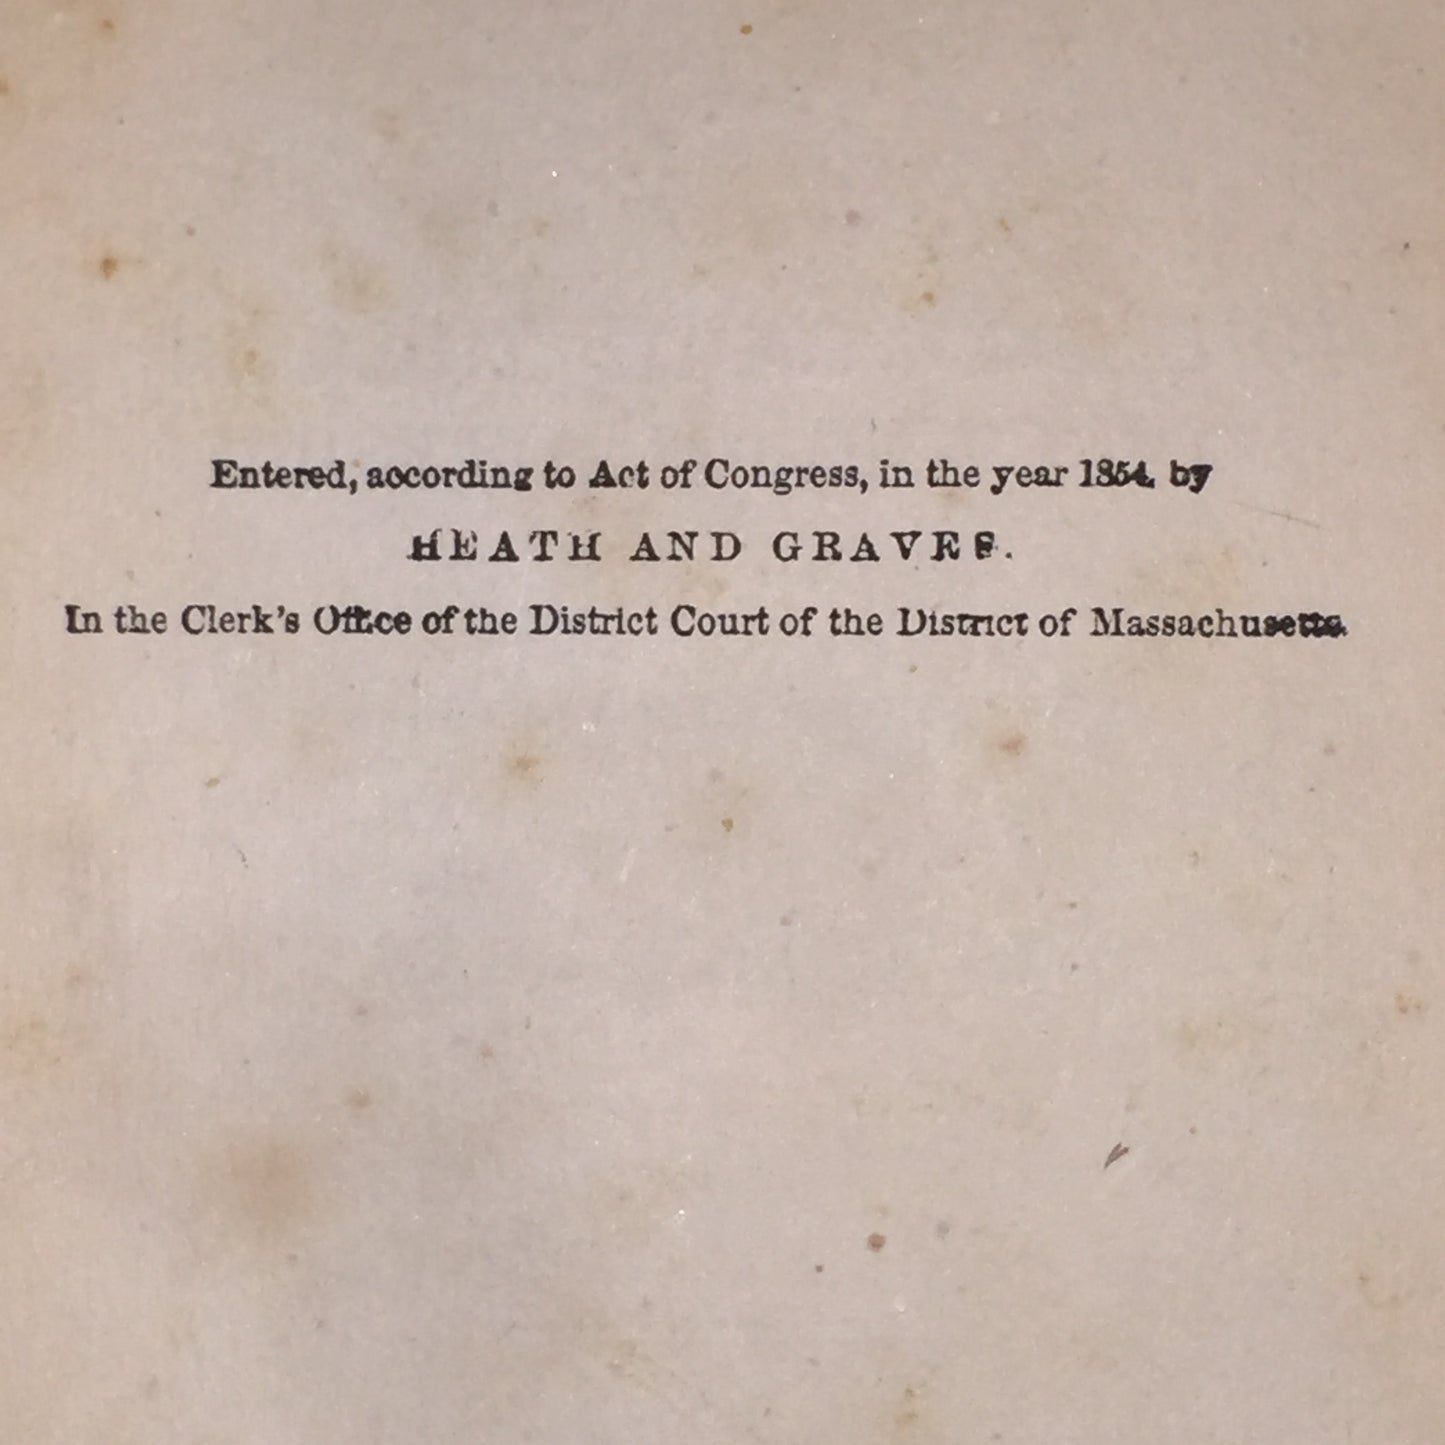 Entered, according to Act of Congress, in the year 1854, by
HEATH AND GRAVES.
In the Clerk's Office of the District Court of the District of Massachusetts.